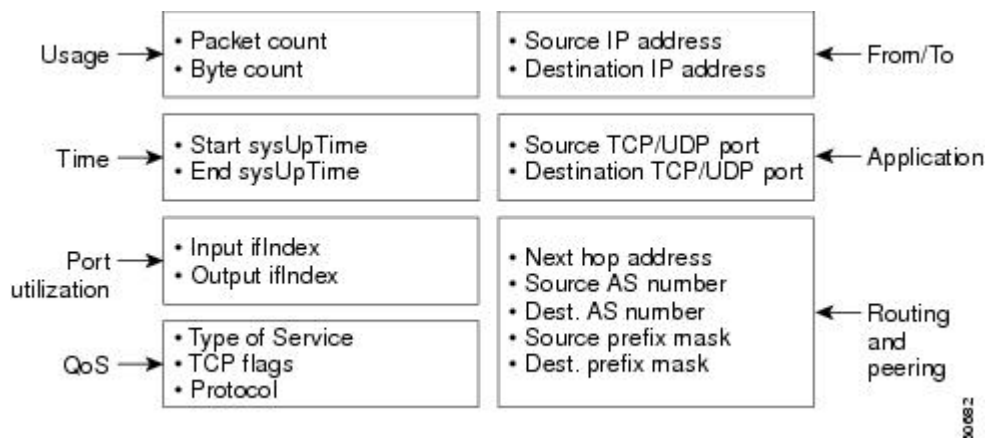 Usage
• Packet count
• Byte count
• Source IP address
• Destination IP address
From/To
Time
• Start sysUpTime
• End sysUpTime
• Source TCP/UDP port
• Destination TCP/UDP port
Application
Port
utilization
• Input ifIndex
• Output ifIndex
QoS
• Type of Service
• TCP flags
• Protocol
• Next hop address
• Source AS number
• Dest. AS number
• Source prefix mask
• Dest. prefix mask
Routing
and
peering